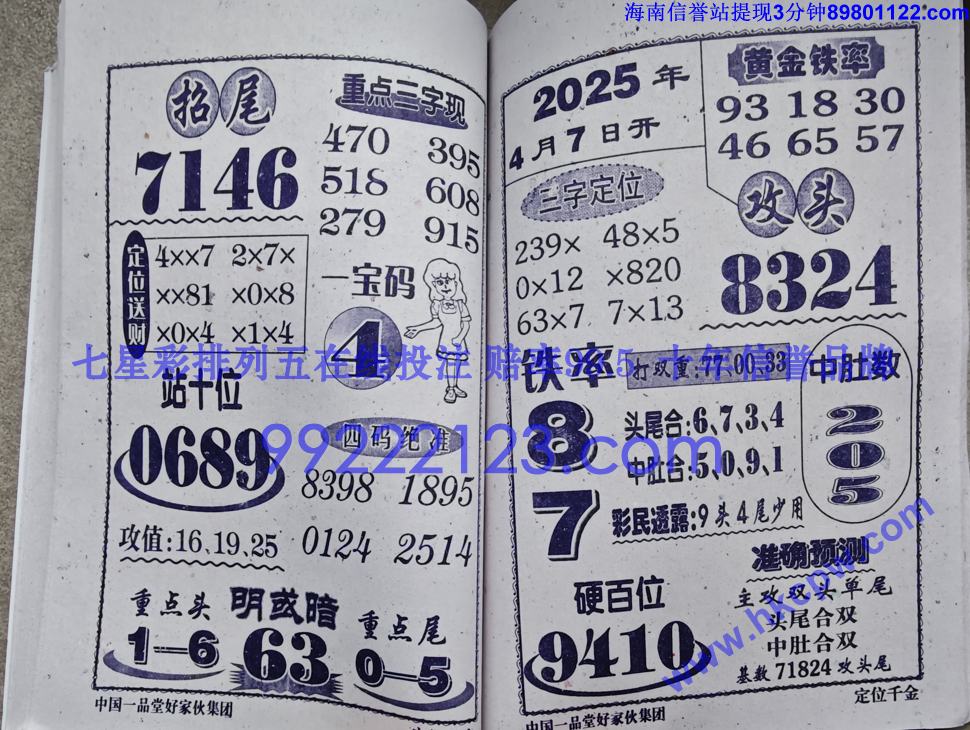 海南信誉站提现3分钟89801122.com
招尾
7146
重点三字现
470 395
518 608
279 915
定位送财
4××7 2×7×
××81 ×0×8
×0×4 ×1×4
一宝码
4
站十位
0689
四码绝准
8398 1895
0124 2514
攻值:16、19、25
重点头
1—6
明或暗
63
重点尾
0—5
中国一品堂好家伙集团
2025年
4月7日开
黄金铁率
93 18 30
46 65 57
三字定位
239× 48×5
0×12 ×820
63×7 7×13
攻头
8324
铁率
8
7
打双重:77、00、33
头尾合:6、7、3、4
中肚合:5、0、9、1
彩民透露:9头4尾少用
中肚数
2
0
5
硬百位
9410
准确预测
主攻双头单尾
头尾合双
中肚合双
基数71824攻头尾
中国一品堂好家伙集团
定位千金
七星彩排列五在线投注 赔率9 5 十年信誉品牌
99222123.com
www.hkcpw.com